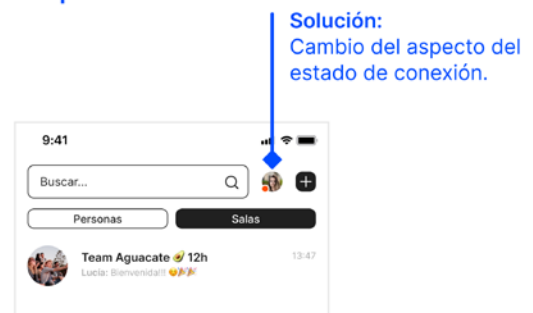 Solución:
Cambio del aspecto del
estado de conexión.
9:41
Buscar...
Personas
Salas
Team Aguacate 🥑 12h
13:47
Lucía: Bienvenida!!! 😍🎉🎉